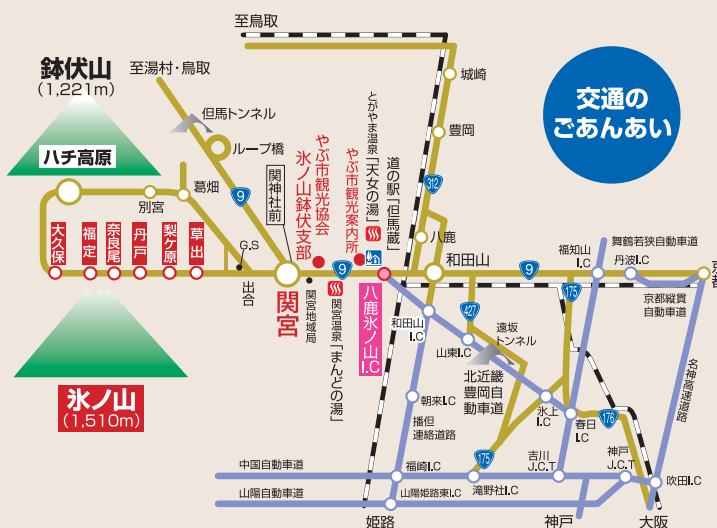 至鳥取
鉢伏山
(1,221m)
ハチ高原
至湯村・鳥取
但馬トンネル
ループ橋
9
関神社前
別宮
葛畑
G.S
出合
大久保
福定
奈良尾
丹戸
梨ケ原
草出
氷ノ山
(1,510m)
関宮
やぶ市観光協会
氷ノ山鉢伏支部
関宮地域局
関宮温泉「まんどの湯」
9
やぶ市観光案内所
とがやま温泉「天女の湯」
道の駅「但馬蔵」
八鹿氷ノ山I.C
城崎
豊岡
312
八鹿
和田山
交通の
ごあんあい
9
福知山
I.C
舞鶴若狭自動車道
丹波I.C
京都
京都縦貫
自動車道
175
427
和田山
I.C
山東I.C
遠坂
トンネル
北近畿
豊岡自
動車道
朝来I.C
播但
連絡道路
氷上
I.C
春日
I.C
176
名神高速道路
175
中国自動車道
福崎I.C
滝野社I.C
吉川
J.C.T
神戸
J.C.T
吹田I.C
山陽自動車道
山陽姫路東I.C
姫路
神戸
大阪